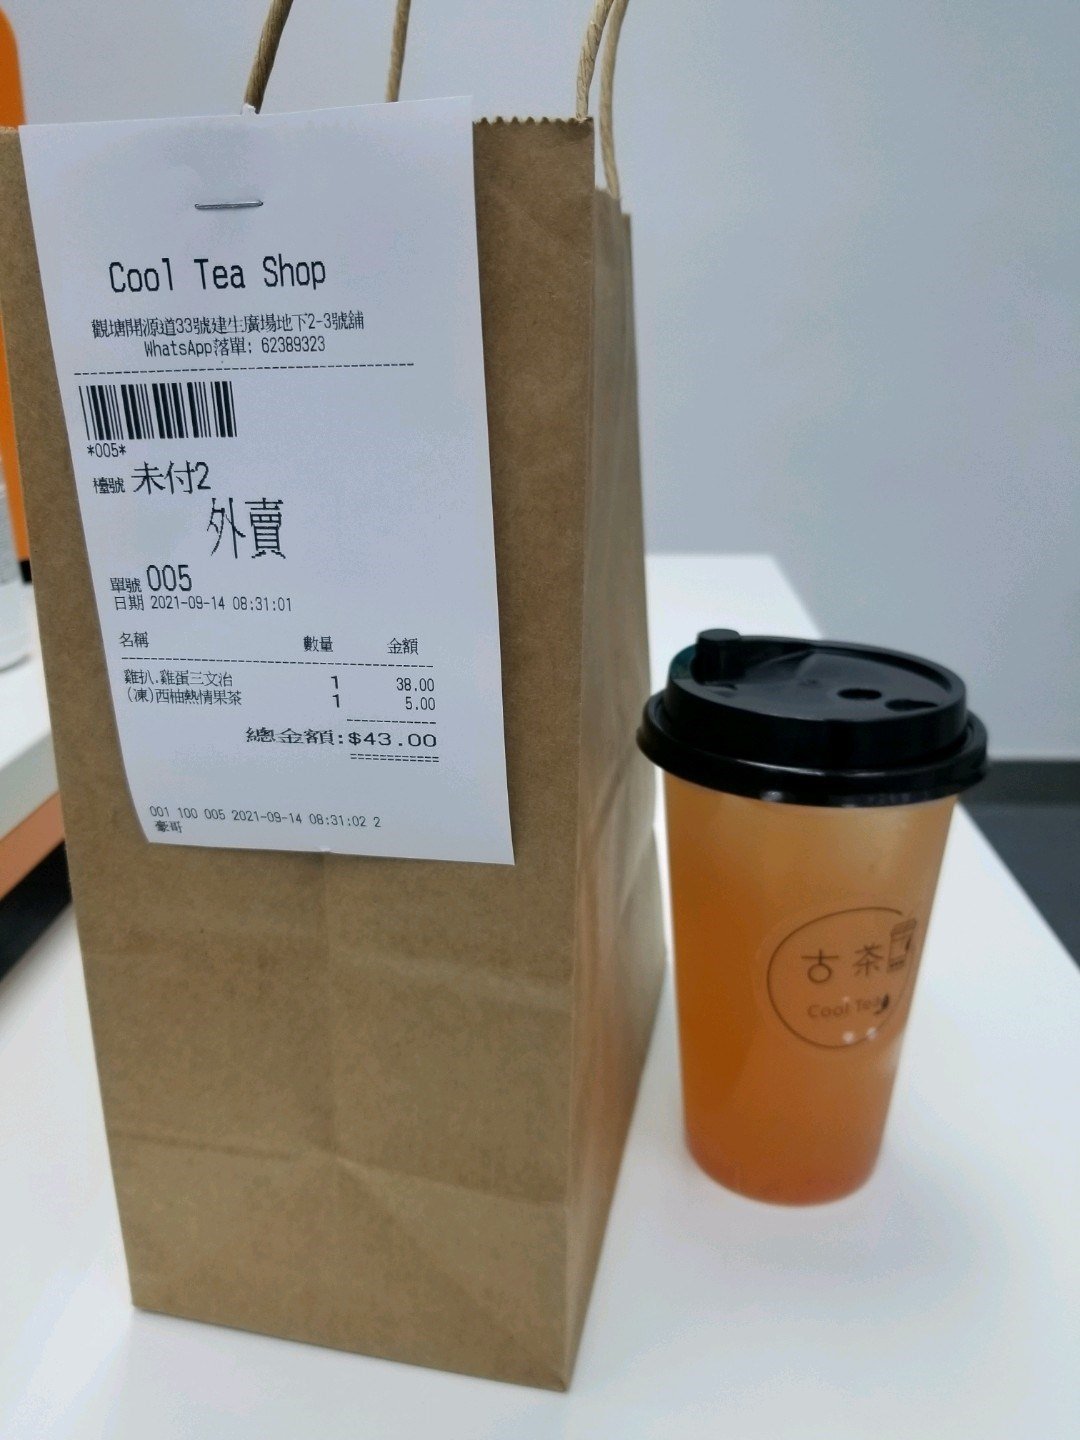 Cool Tea Shop
觀塘開源道33號建生廣場地下2-3號舖
WhatsApp落單: 62389323
*005*
檯號 未付2
外賣
單號 005
日期 2021-09-14 08:31:01
名稱 數量 金額
雞扒.雞蛋三文治 1 38.00
(凍)西柚熱情果茶 1 5.00
總金額:$43.00
001 100 005 2021-09-14 08:31:02 2
豪哥
古茶
Cool Tea